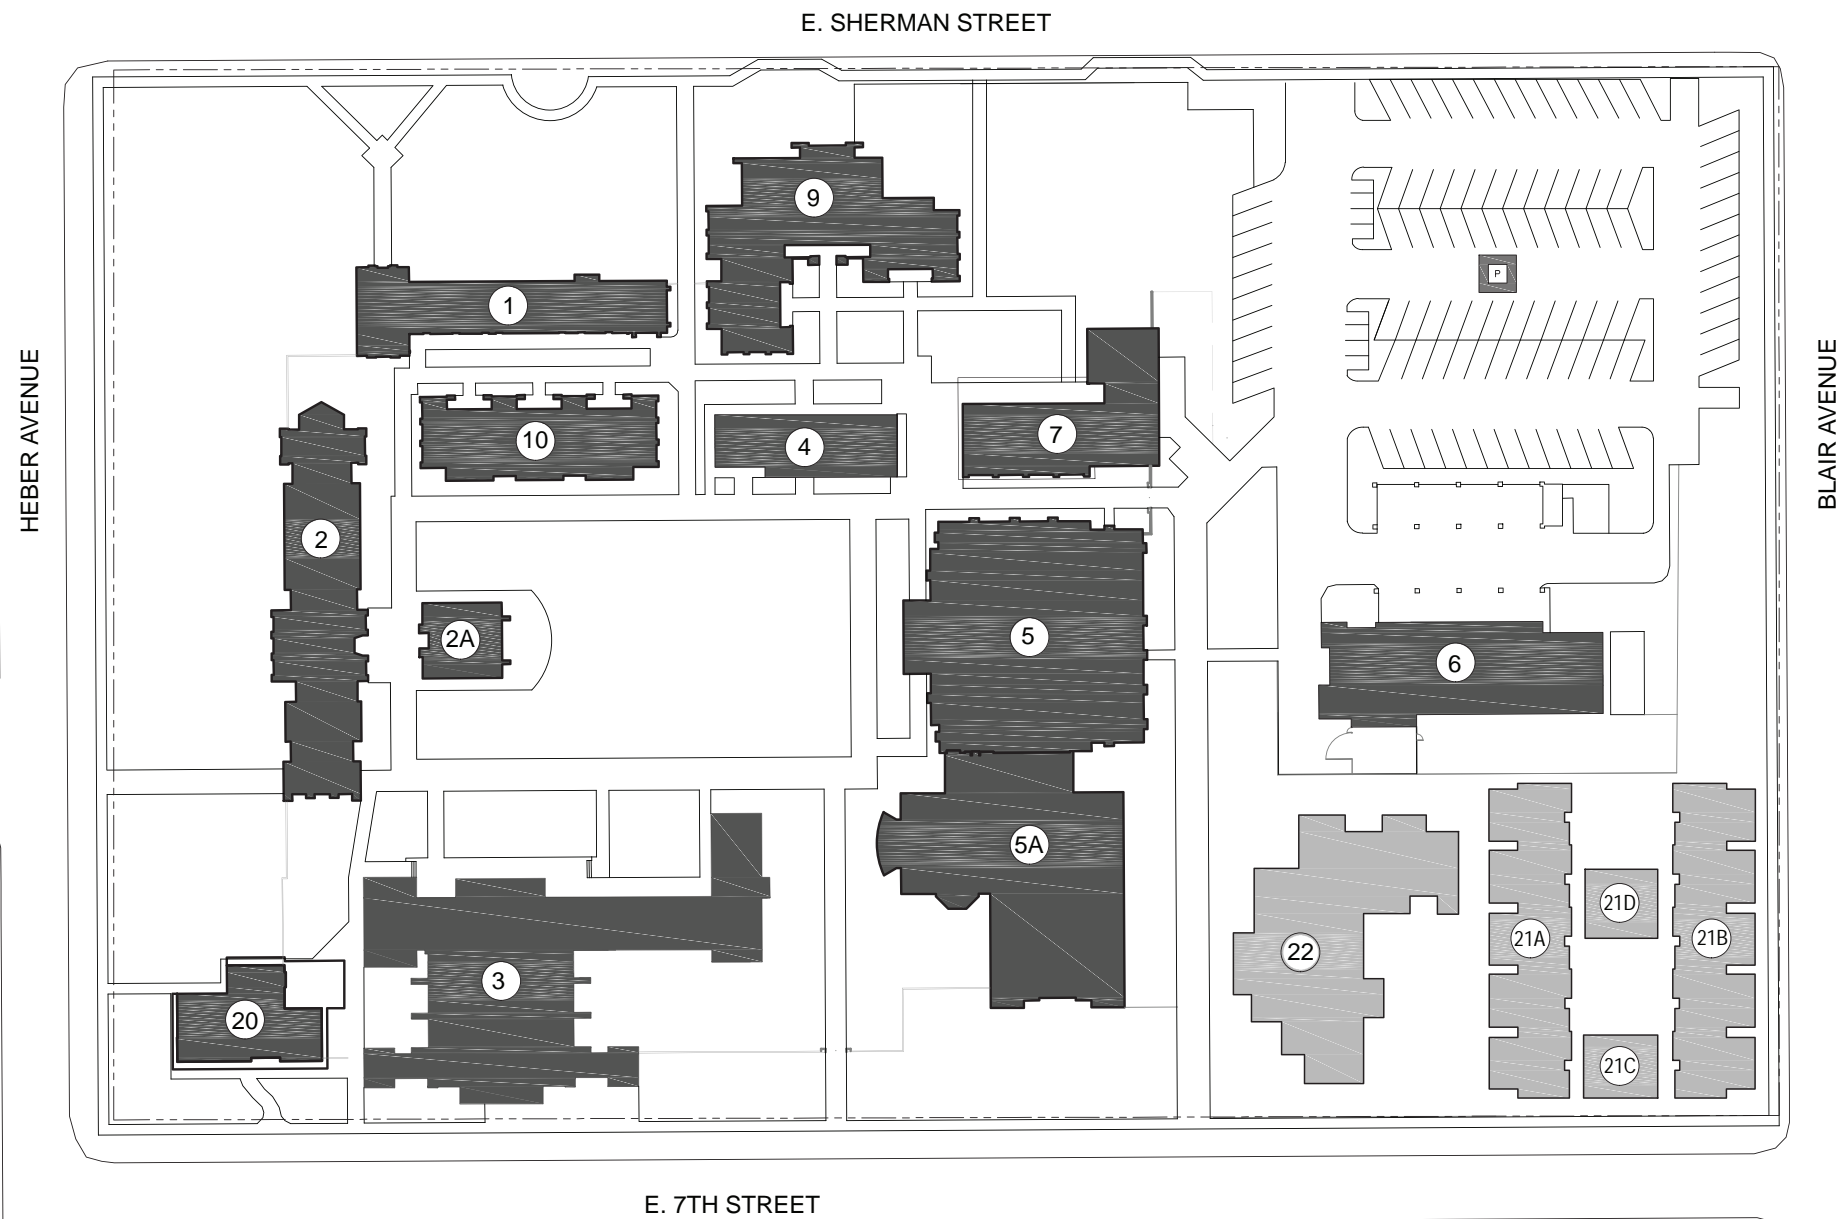 E. SHERMAN STREET
9
P
1
HEBER AVENUE
BLAIR AVENUE
10
4
7
2
2A
5
6
5A
21D
22
21A
21B
3
20
21C
E. 7TH STREET